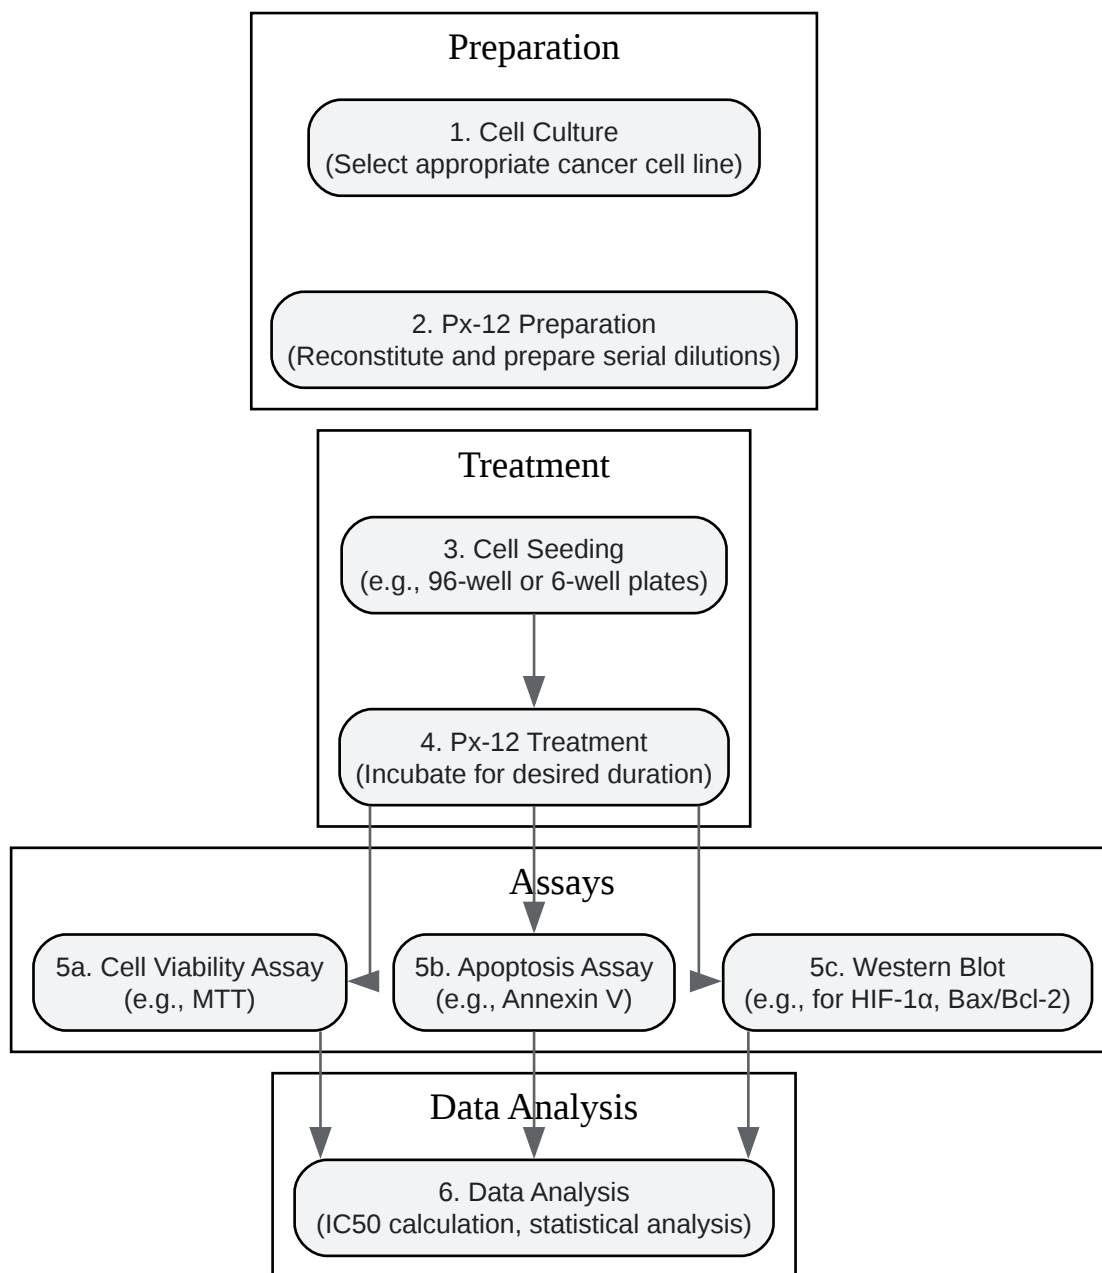 Preparation
1. Cell Culture
(Select appropriate cancer cell line)
2. Px-12 Preparation
(Reconstitute and prepare serial dilutions)
Treatment
3. Cell Seeding
(e.g., 96-well or 6-well plates)
4. Px-12 Treatment
(Incubate for desired duration)
Assays
5a. Cell Viability Assay
(e.g., MTT)
5b. Apoptosis Assay
(e.g., Annexin V)
5c. Western Blot
(e.g., for HIF-1α, Bax/Bcl-2)
Data Analysis
6. Data Analysis
(IC50 calculation, statistical analysis)